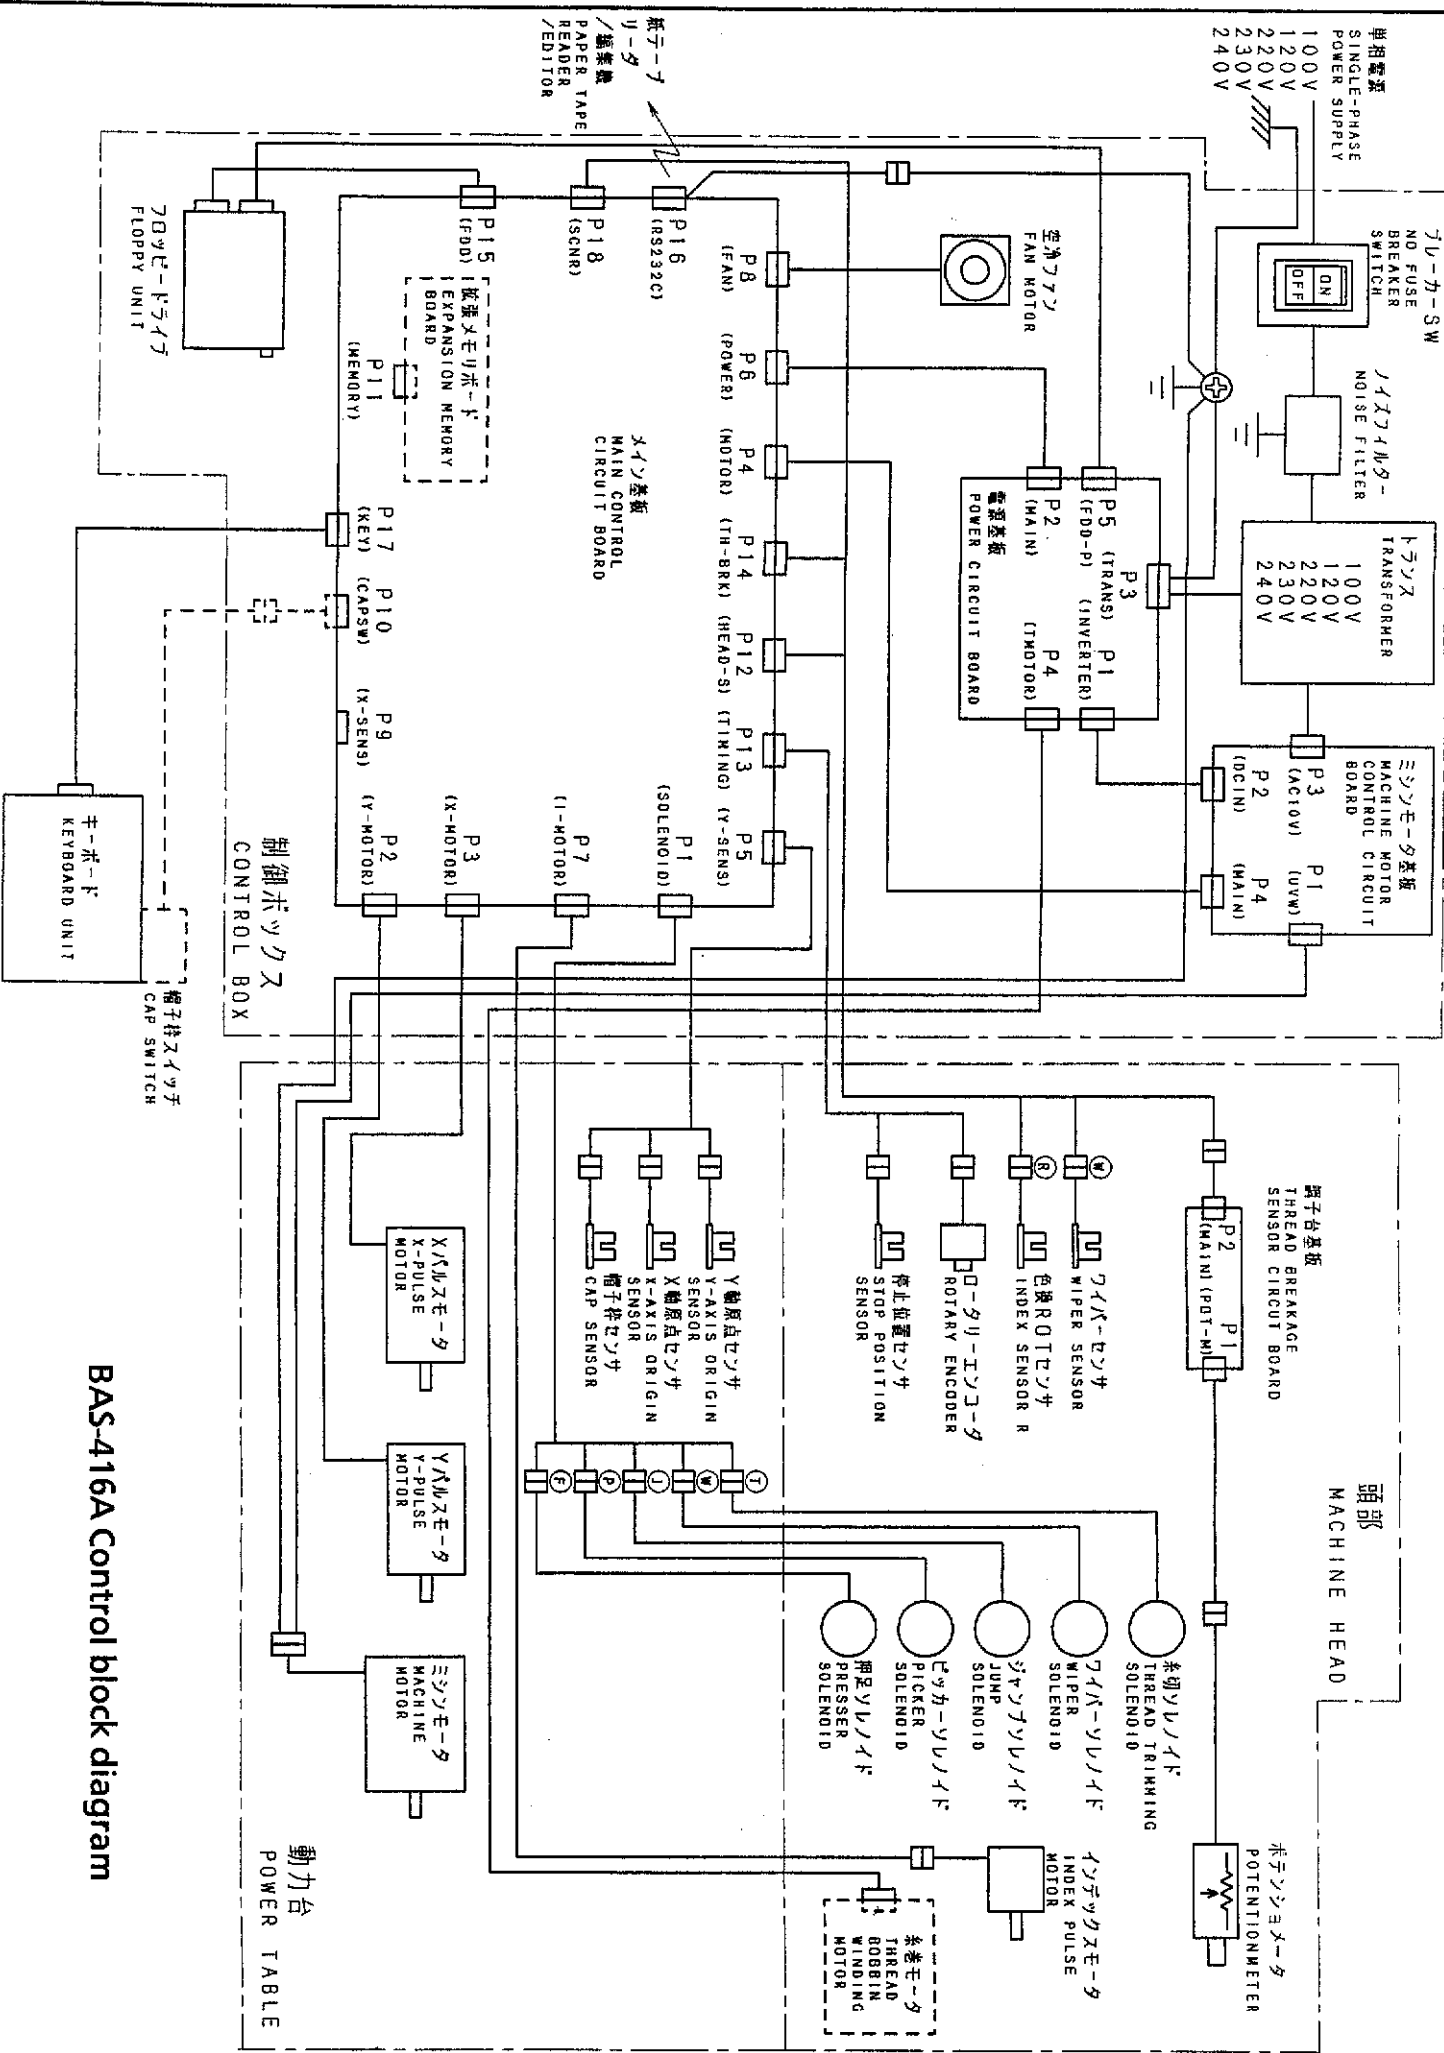 単相電源
SINGLE-PHASE
POWER SUPPLY
100V
120V
220V
230V
240V
ブレーカーSW
NO FUSE
BREAKER
SWITCH
ON
OFF
ノイズフィルター
NOISE FILTER
トランス
TRANSFORMER
100V
120V
220V
230V
240V
ミシンモータ基板
MACHINE MOTOR
CONTROL CIRCUIT
BOARD
P3
(AC10V)
P1
(UVW)
P2
(DCIN)
P4
(MAIN)
P3
(TRANS)
P5
(FDD-P)
P1
(INVERTER)
P2
(MAIN)
P4
(TMOTOR)
電源基板
POWER CIRCUIT BOARD
空冷ファン
FAN MOTOR
紙テープ
リーダ
/編集機
PAPER TAPE
READER
/EDITOR
P8
(FAN)
P6
(POWER)
P4
(MOTOR)
P14
(TH-BRK)
P12
(HEAD-S)
P13
(TIMING)
P5
(Y-SENS)
P16
(RS232C)
P18
(SCNR)
P15
(FDD)
メイン基板
MAIN CONTROL
CIRCUIT BOARD
拡張メモリボード
EXPANSION MEMORY
BOARD
P11
(MEMORY)
P1
(SOLENOID)
P7
(I-MOTOR)
P3
(X-MOTOR)
P2
(Y-MOTOR)
P17
(KEY)
P10
(CAPSW)
P9
(X-SENS)
フロッピードライブ
FLOPPY UNIT
制御ボックス
CONTROL BOX
キーボード
KEYBOARD UNIT
帽子枠スイッチ
CAP SWITCH
頭部
MACHINE HEAD
調子台基板
THREAD BREAKAGE
SENSOR CIRCUT BOARD
P2
(MAIN)
P1
(POT-M)
ポテンショメータ
POTENTIONMETER
W
ワイパーセンサ
WIPER SENSOR
R
色換ROTセンサ
INDEX SENSOR R
ロータリーエンコーダ
ROTARY ENCODER
停止位置センサ
STOP POSITION
SENSOR
Y軸原点センサ
Y-AXIS ORIGIN
SENSOR
X軸原点センサ
X-AXIS ORIGIN
SENSOR
帽子枠センサ
CAP SENSOR
T
W
J
P
F
糸切ソレノイド
THREAD TRIMMING
SOLENOID
ワイパーソレノイド
WIPER
SOLENOID
ジャンプソレノイド
JUMP
SOLENOID
ピッカーソレノイド
PICKER
SOLENOID
押足ソレノイド
PRESSER
SOLENOID
インデックスモータ
INDEX PULSE
MOTOR
糸巻モータ
THREAD
BOBBIN
WINDING
MOTOR
Xパルスモータ
X-PULSE
MOTOR
Yパルスモータ
Y-PULSE
MOTOR
ミシンモータ
MACHINE
MOTOR
動力台
POWER TABLE
BAS-416A Control block diagram